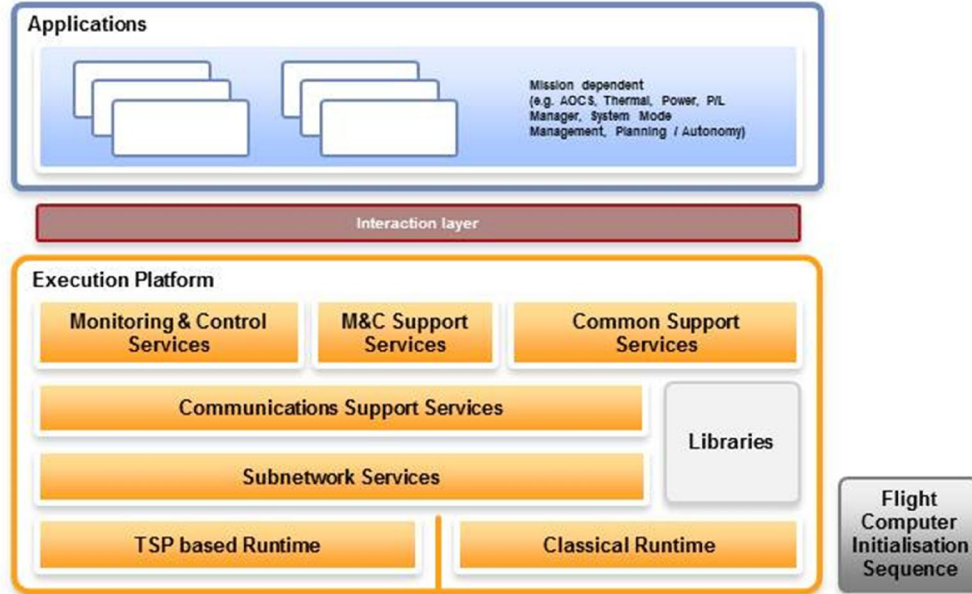 Applications
Mission dependent
(e.g. AOCS, Thermal, Power, P/L
Manager, System Mode
Management, Planning / Autonomy)
Interaction layer
Execution Platform
Monitoring & Control
Services
M&C Support
Services
Common Support
Services
Communications Support Services
Libraries
Subnetwork Services
TSP based Runtime
Classical Runtime
Flight
Computer
Initialisation
Sequence